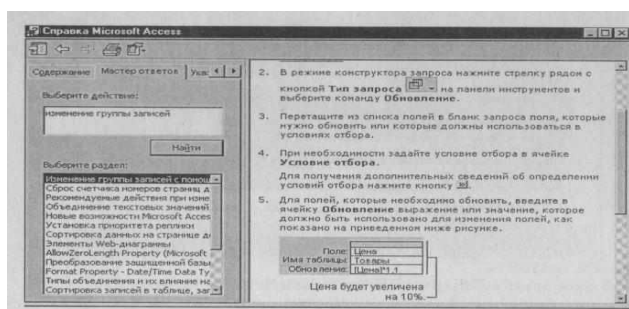 Справка Microsoft Access
Содержание Мастер ответов Указ
Выберите действие:
изменение группы записей
Найти
Выберите раздел:
Изменение группы записей с помощ
Сброс счетчика номеров страниц д
Рекомендуемые действия при изме
Объединение текстовых значений
Новые возможности Microsoft Acces
Установка приоритета реплики
Сортировка данных на странице д
Элементы Web-диаграммы
AllowZeroLength Property (Microsoft
Преобразование защищенной базы
Format Property - Date/Time Data Ty
Типы объединения и их влияние на
Сортировка записей в таблице, зап
2. В режиме конструктора запроса нажмите стрелку рядом с
кнопкой Тип запроса на панели инструментов и
выберите команду Обновление.
3. Перетащите из списка полей в бланк запроса поля, которые
нужно обновить или которые должны использоваться в
условиях отбора.
4. При необходимости задайте условие отбора в ячейке
Условие отбора.
Для получения дополнительных сведений об определении
условий отбора нажмите кнопку
5. Для полей, которые необходимо обновить, введите в
ячейку Обновление выражение или значение, которое
должно быть использовано для изменения полей, как
показано на приведенном ниже рисунке.
Поле: Цена
Имя таблицы: Товары
Обновление: [Цена]*1,1
Цена будет увеличена
на 10%.